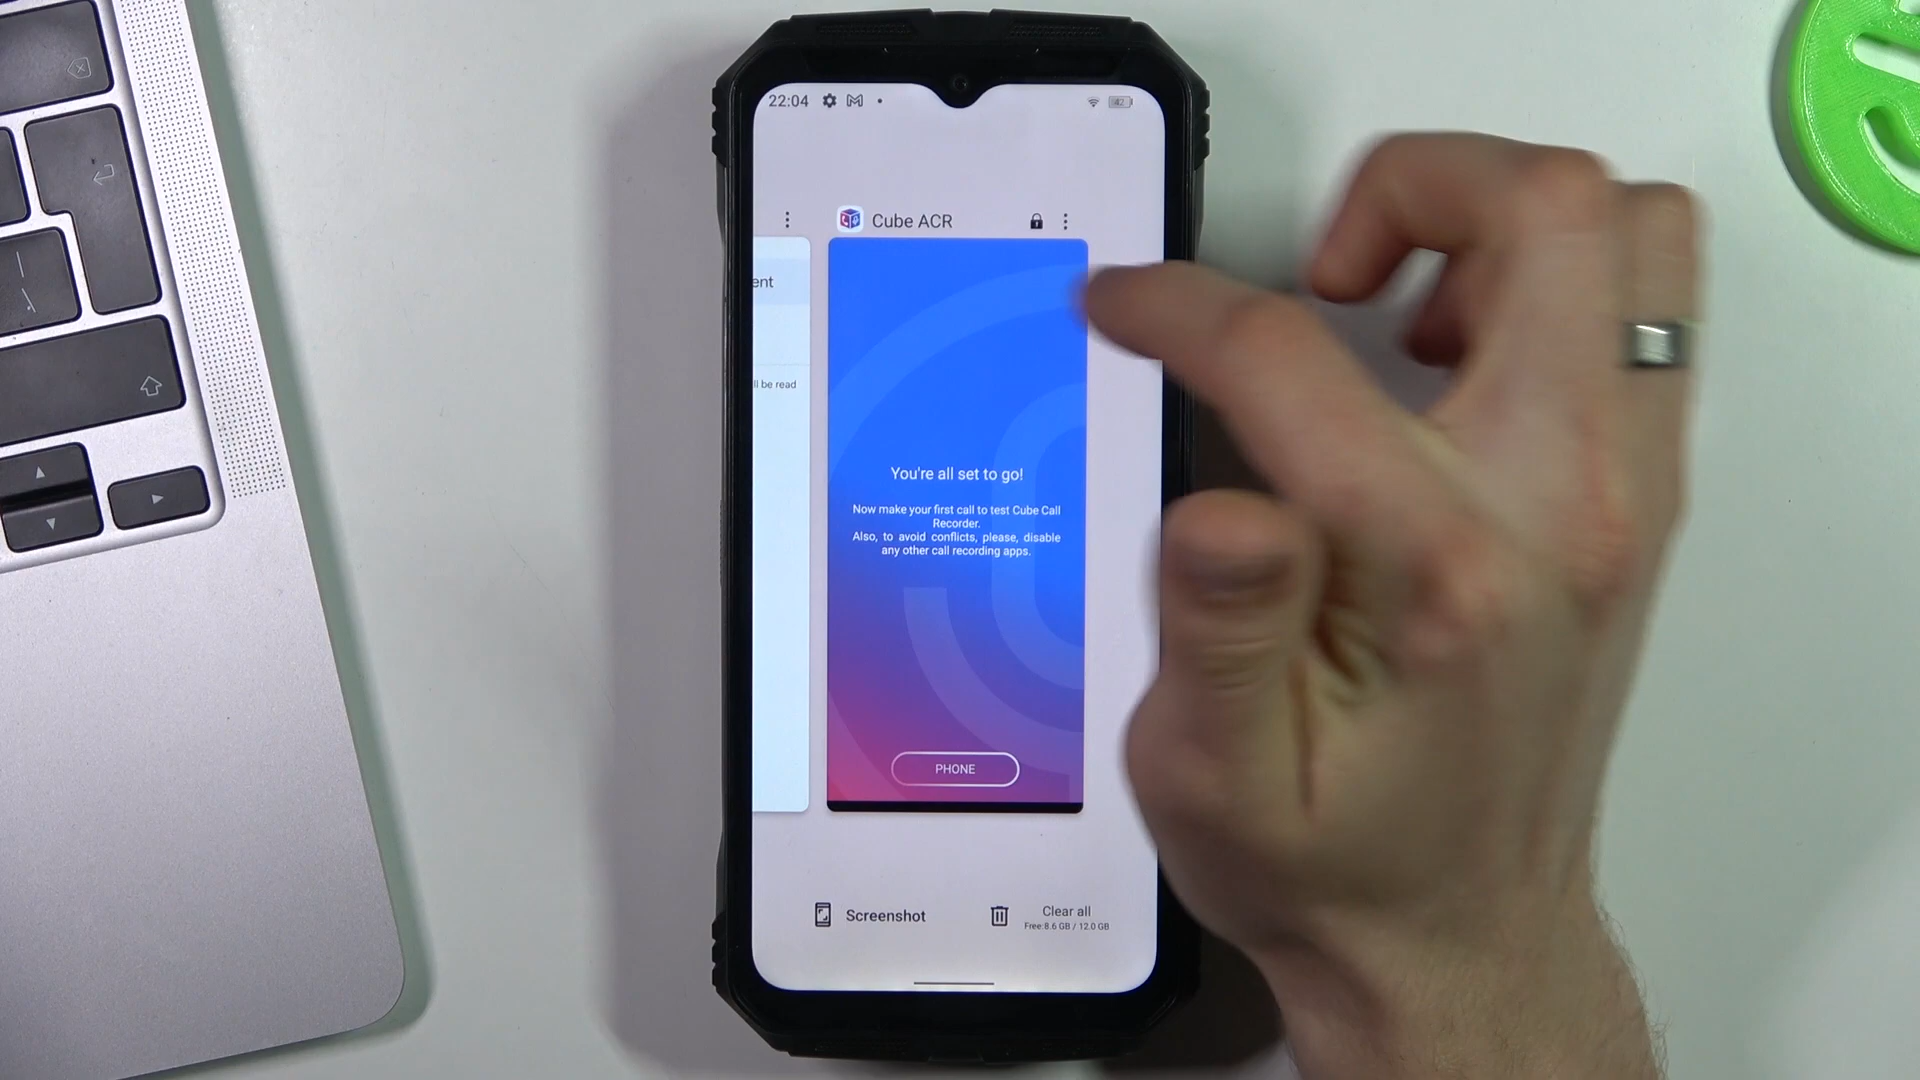 22:04
42
Cube ACR
ent
ll be read
You're all set to go!
Now make your first call to test Cube Call
Recorder.
Also, to avoid conflicts, please, disable
any other call recording apps.
PHONE
Screenshot
Clear all
Free:8.6 GB / 12.0 GB